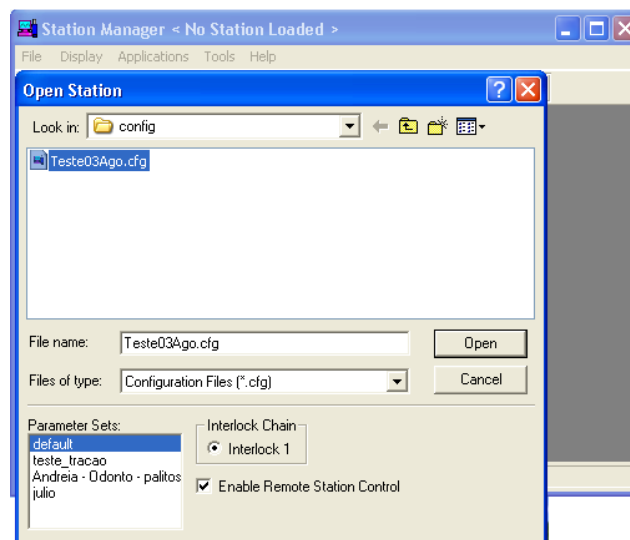 Station Manager < No Station Loaded >
File Display Applications Tools Help
Open Station
Look in: config
Teste03Ago.cfg
File name: Teste03Ago.cfg Open
Files of type: Configuration Files (*.cfg) Cancel
Parameter Sets:
default
teste_tracao
Andreia - Odonto - palitos
julio
Interlock Chain
Interlock 1
Enable Remote Station Control